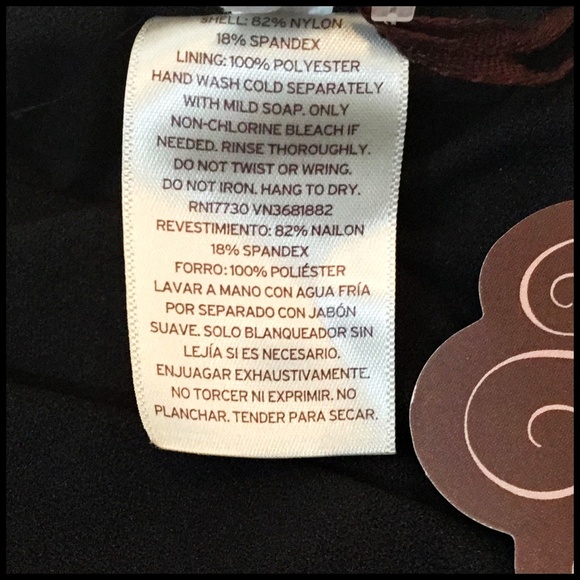 SHELL: 82% NYLON
18% SPANDEX
LINING: 100% POLYESTER
HAND WASH COLD SEPARATELY
WITH MILD SOAP. ONLY
NON-CHLORINE BLEACH IF
NEEDED. RINSE THOROUGHLY.
DO NOT TWIST OR WRING.
DO NOT IRON. HANG TO DRY.
RN17730 VN3681882
REVESTIMIENTO: 82% NAILON
18% SPANDEX
FORRO: 100% POLIÉSTER
LAVAR A MANO CON AGUA FRÍA
POR SEPARADO CON JABÓN
SUAVE. SOLO BLANQUEADOR SIN
LEJÍA SI ES NECESARIO.
ENJUAGAR EXHAUSTIVAMENTE.
NO TORCER NI EXPRIMIR. NO
PLANCHAR. TENDER PARA SECAR.